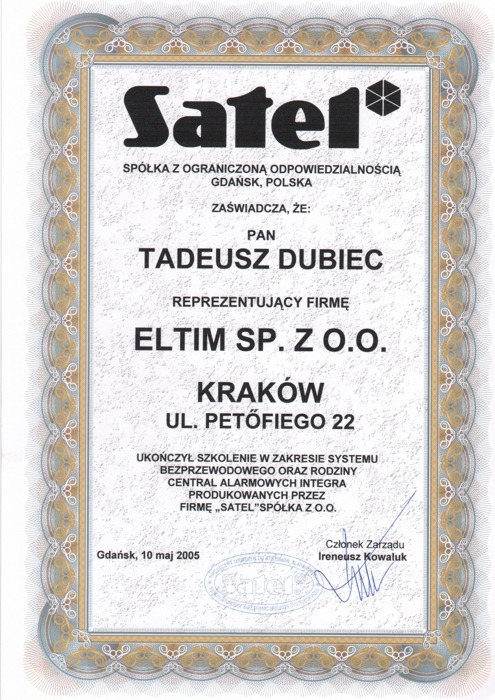 Satel
SPÓŁKA Z OGRANICZONĄ ODPOWIEDZIALNOŚCIĄ
GDAŃSK, POLSKA
ZAŚWIADCZA, ŻE:
PAN
TADEUSZ DUBIEC
REPREZENTUJĄCY FIRMĘ
ELTIM SP. Z O.O.
KRAKÓW
UL. PETŐFIEGO 22
UKOŃCZYŁ SZKOLENIE W ZAKRESIE SYSTEMU
BEZPRZEWODOWEGO ORAZ RODZINY
CENTRAL ALARMOWYCH INTEGRA
PRODUKOWANYCH PRZEZ
FIRMĘ „SATEL”SPÓŁKA Z O.O.
Członek Zarządu
Gdańsk, 10 maj 2005
Ireneusz Kowaluk
Satel